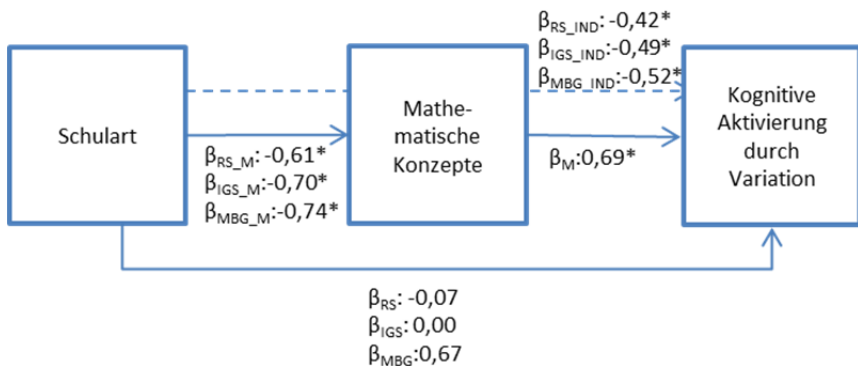 β_RS_IND: -0,42*
β_IGS_IND: -0,49*
β_MBG_IND: -0,52*
Schulart
Mathe-
matische
Konzepte
Kognitive
Aktivierung
durch
Variation
β_RS_M: -0,61*
β_IGS_M: -0,70*
β_MBG_M: -0,74*
β_M:0,69*
β_RS: -0,07
β_IGS: 0,00
β_MBG:0,67